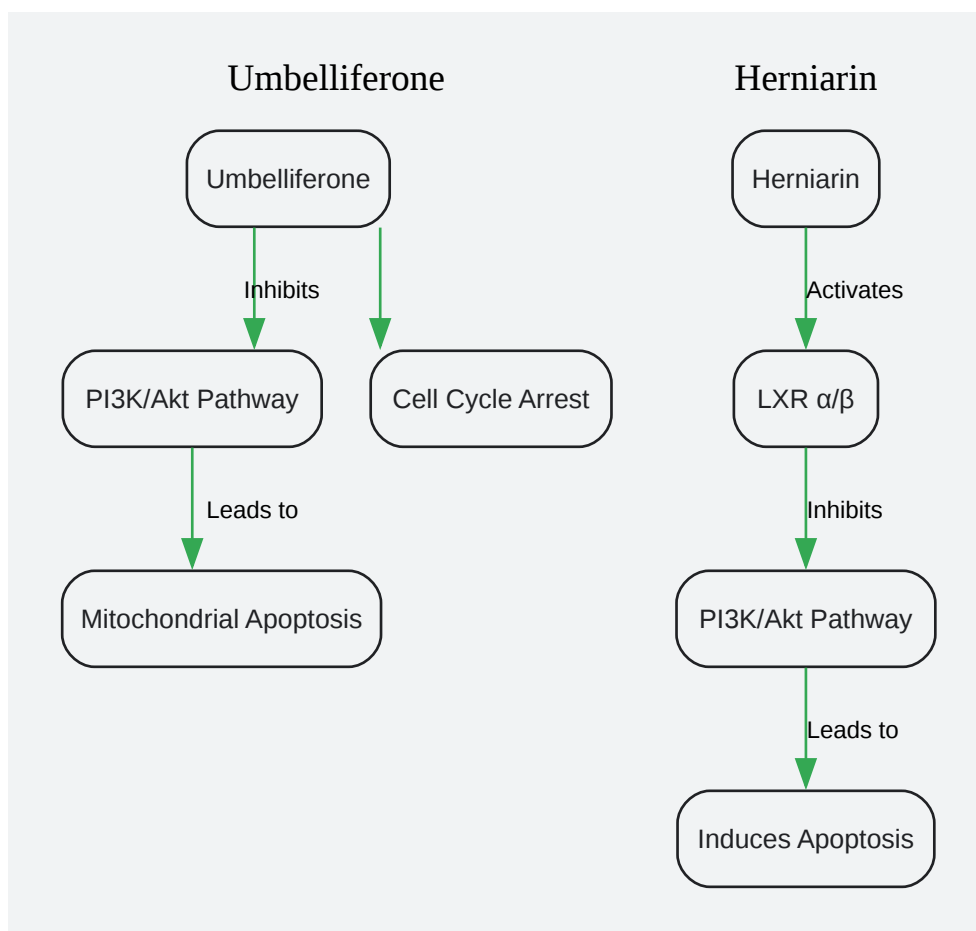 Umbelliferone
Umbelliferone
Inhibits
PI3K/Akt Pathway
Cell Cycle Arrest
Leads to
Mitochondrial Apoptosis
Herniarin
Herniarin
Activates
LXR α/β
Inhibits
PI3K/Akt Pathway
Leads to
Induces Apoptosis